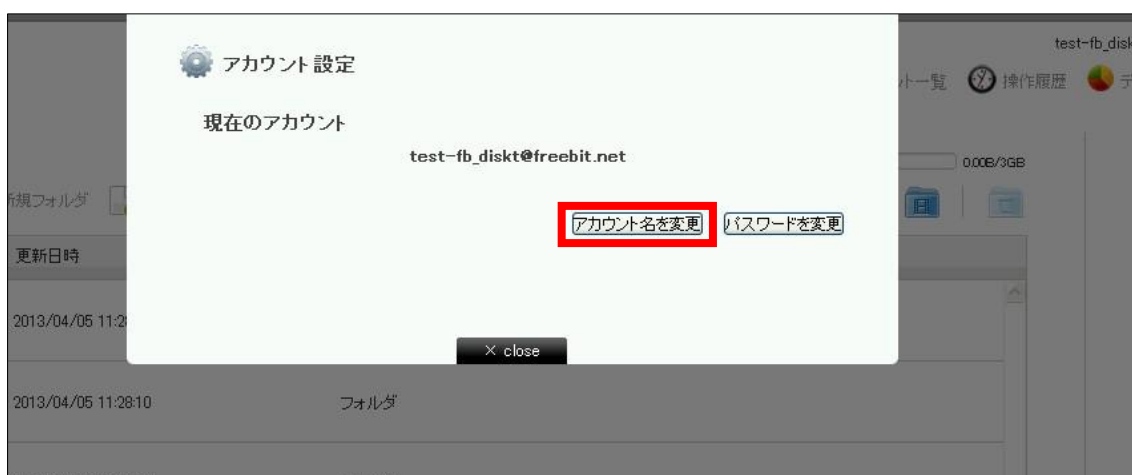 アカウント設定
test-fb_disk
ット一覧
操作履歴
デ
現在のアカウント
test-fb_diskt@freebit.net
0.00B/3GB
新規フォルダ
アカウント名を変更
パスワードを変更
更新日時
2013/04/05 11:28
× close
2013/04/05 11:28:10
フォルダ